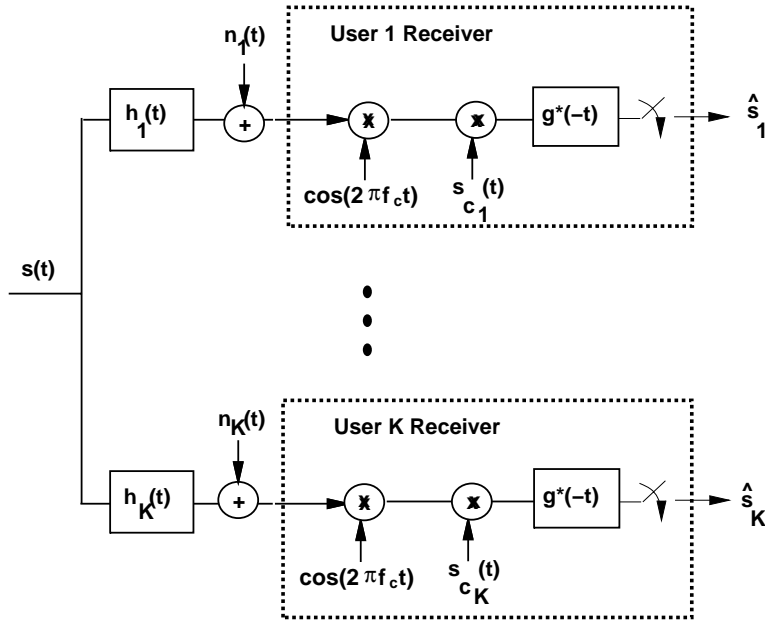 n1(t)
User 1 Receiver
h1(t)
+
X
x
g*(-t)
ŝ1
cos(2πfct)
sc1(t)
s(t)
nK(t)
User K Receiver
hK(t)
+
X
x
g*(-t)
ŝK
cos(2πfct)
scK(t)